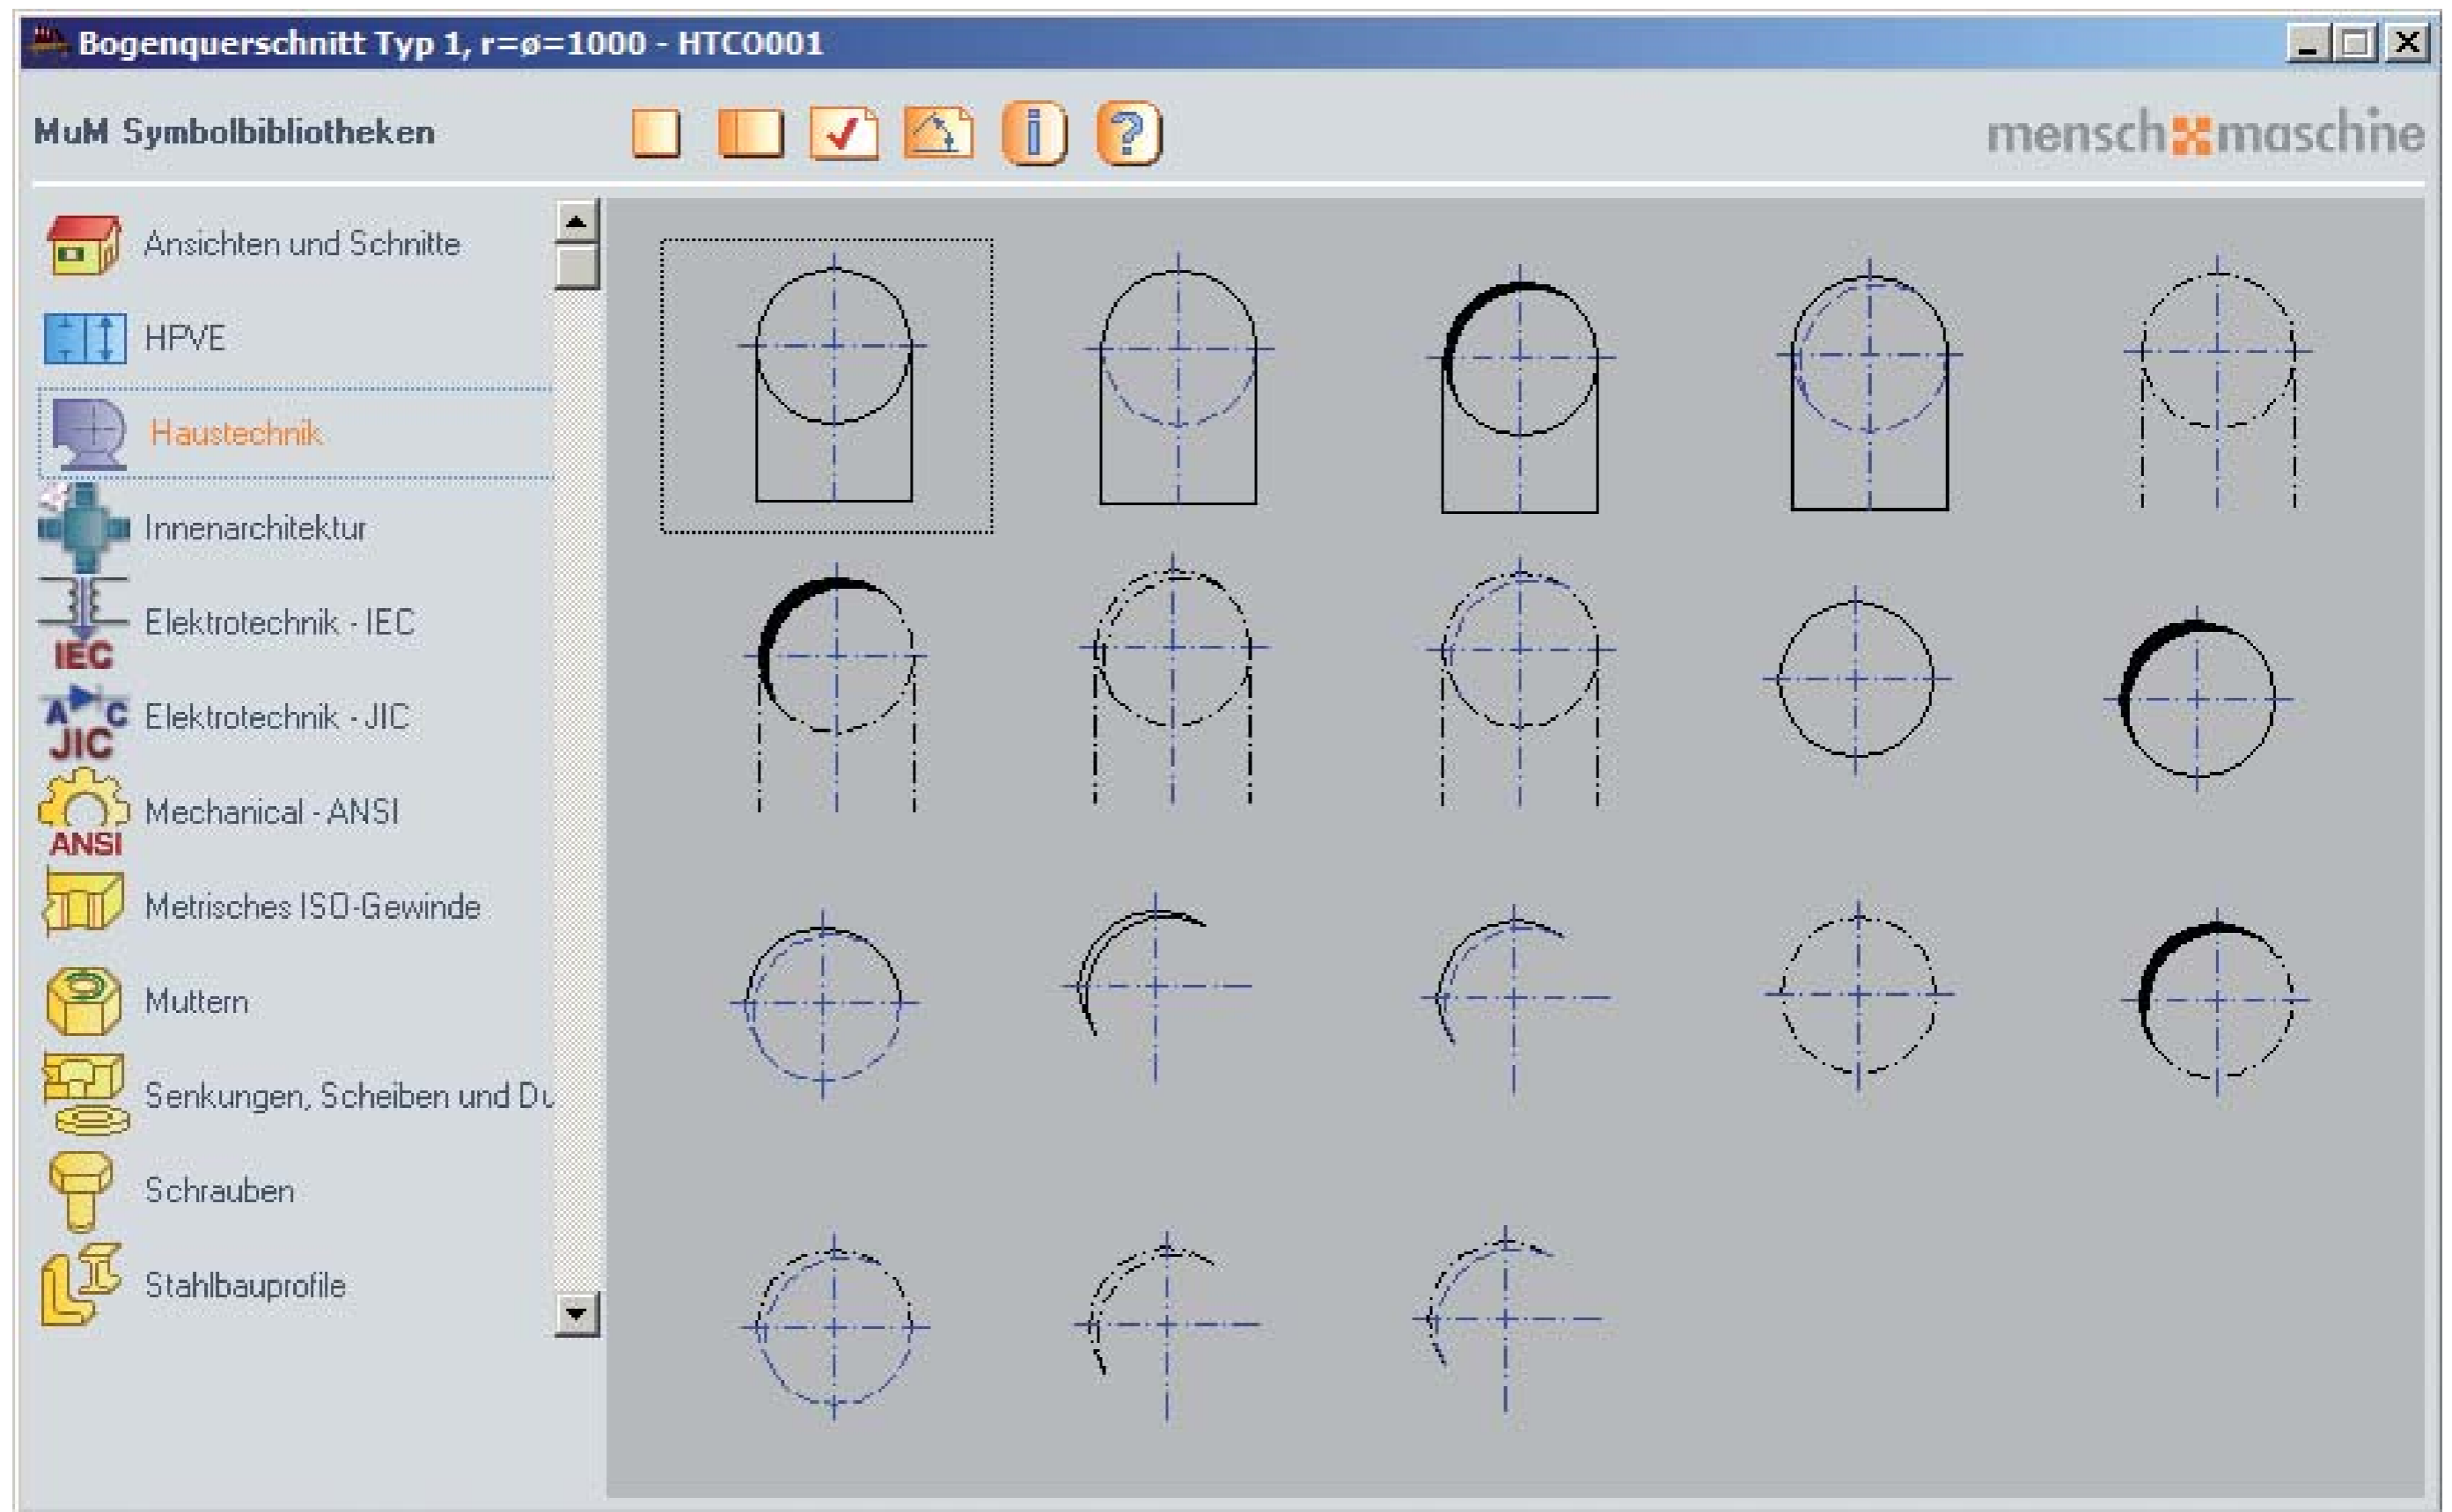 Bogenquerschnitt Typ 1, r=ø=1000 - HTCO001
MuM Symbolbibliotheken
i
?
mensch maschine
Ansichten und Schnitte
HPVE
Haustechnik
Innenarchitektur
IEC
Elektrotechnik - IEC
A C
JIC
Elektrotechnik - JIC
ANSI
Mechanical - ANSI
Metrisches ISO-Gewinde
Muttern
Senkungen, Scheiben und Du
Schrauben
Stahlbauprofile